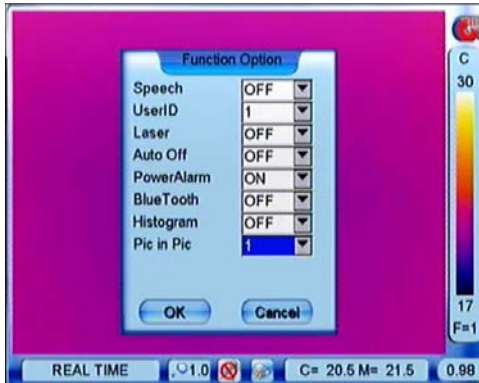 Function Option
Speech OFF
UserID 1
Laser OFF
Auto Off OFF
PowerAlarm ON
BlueTooth OFF
Histogram OFF
Pic in Pic 1
OK Cancel
C
30
17
F=1
REAL TIME 1.0 C= 20.5 M= 21.5 0.98